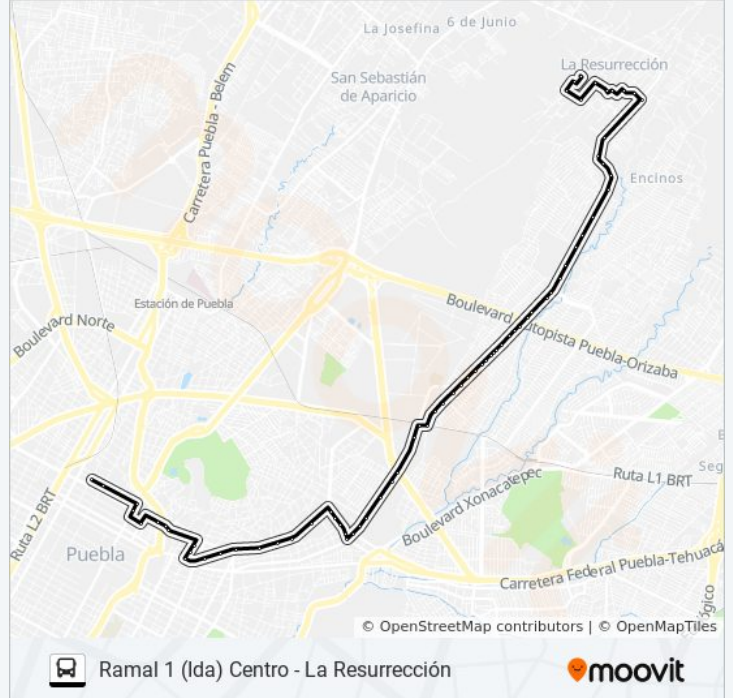 La Josefina
6 de Junio
La Resurrección
San Sebastián
de Aparicio
Carretera Puebla - Belem
Encinos
Estación de Puebla
Boulevard Norte
Boulevard Autopista Puebla-Orizaba
Ruta L1 BRT
Seg
Boulevard Xonacatepec
Ruta L2 BRT
Puebla
Carretera Federal Puebla-Tehuacá
© OpenStreetMap contributors | © OpenMapTiles
Ramal 1 (Ida) Centro - La Resurrección
moovit